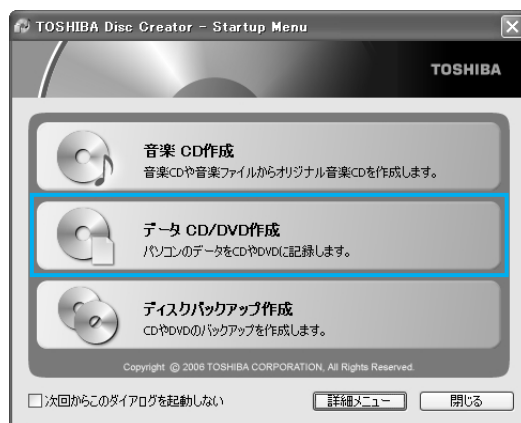 TOSHIBA Disc Creator - Startup Menu
TOSHIBA
音楽 CD作成
音楽CDや音楽ファイルからオリジナル音楽CDを作成します。
データ CD/DVD作成
パソコンのデータをCDやDVDに記録します。
ディスクバックアップ作成
CDやDVDのバックアップを作成します。
Copyright © 2006 TOSHIBA CORPORATION, All Rights Reserved.
次回からこのダイアログを起動しない
詳細メニュー
閉じる